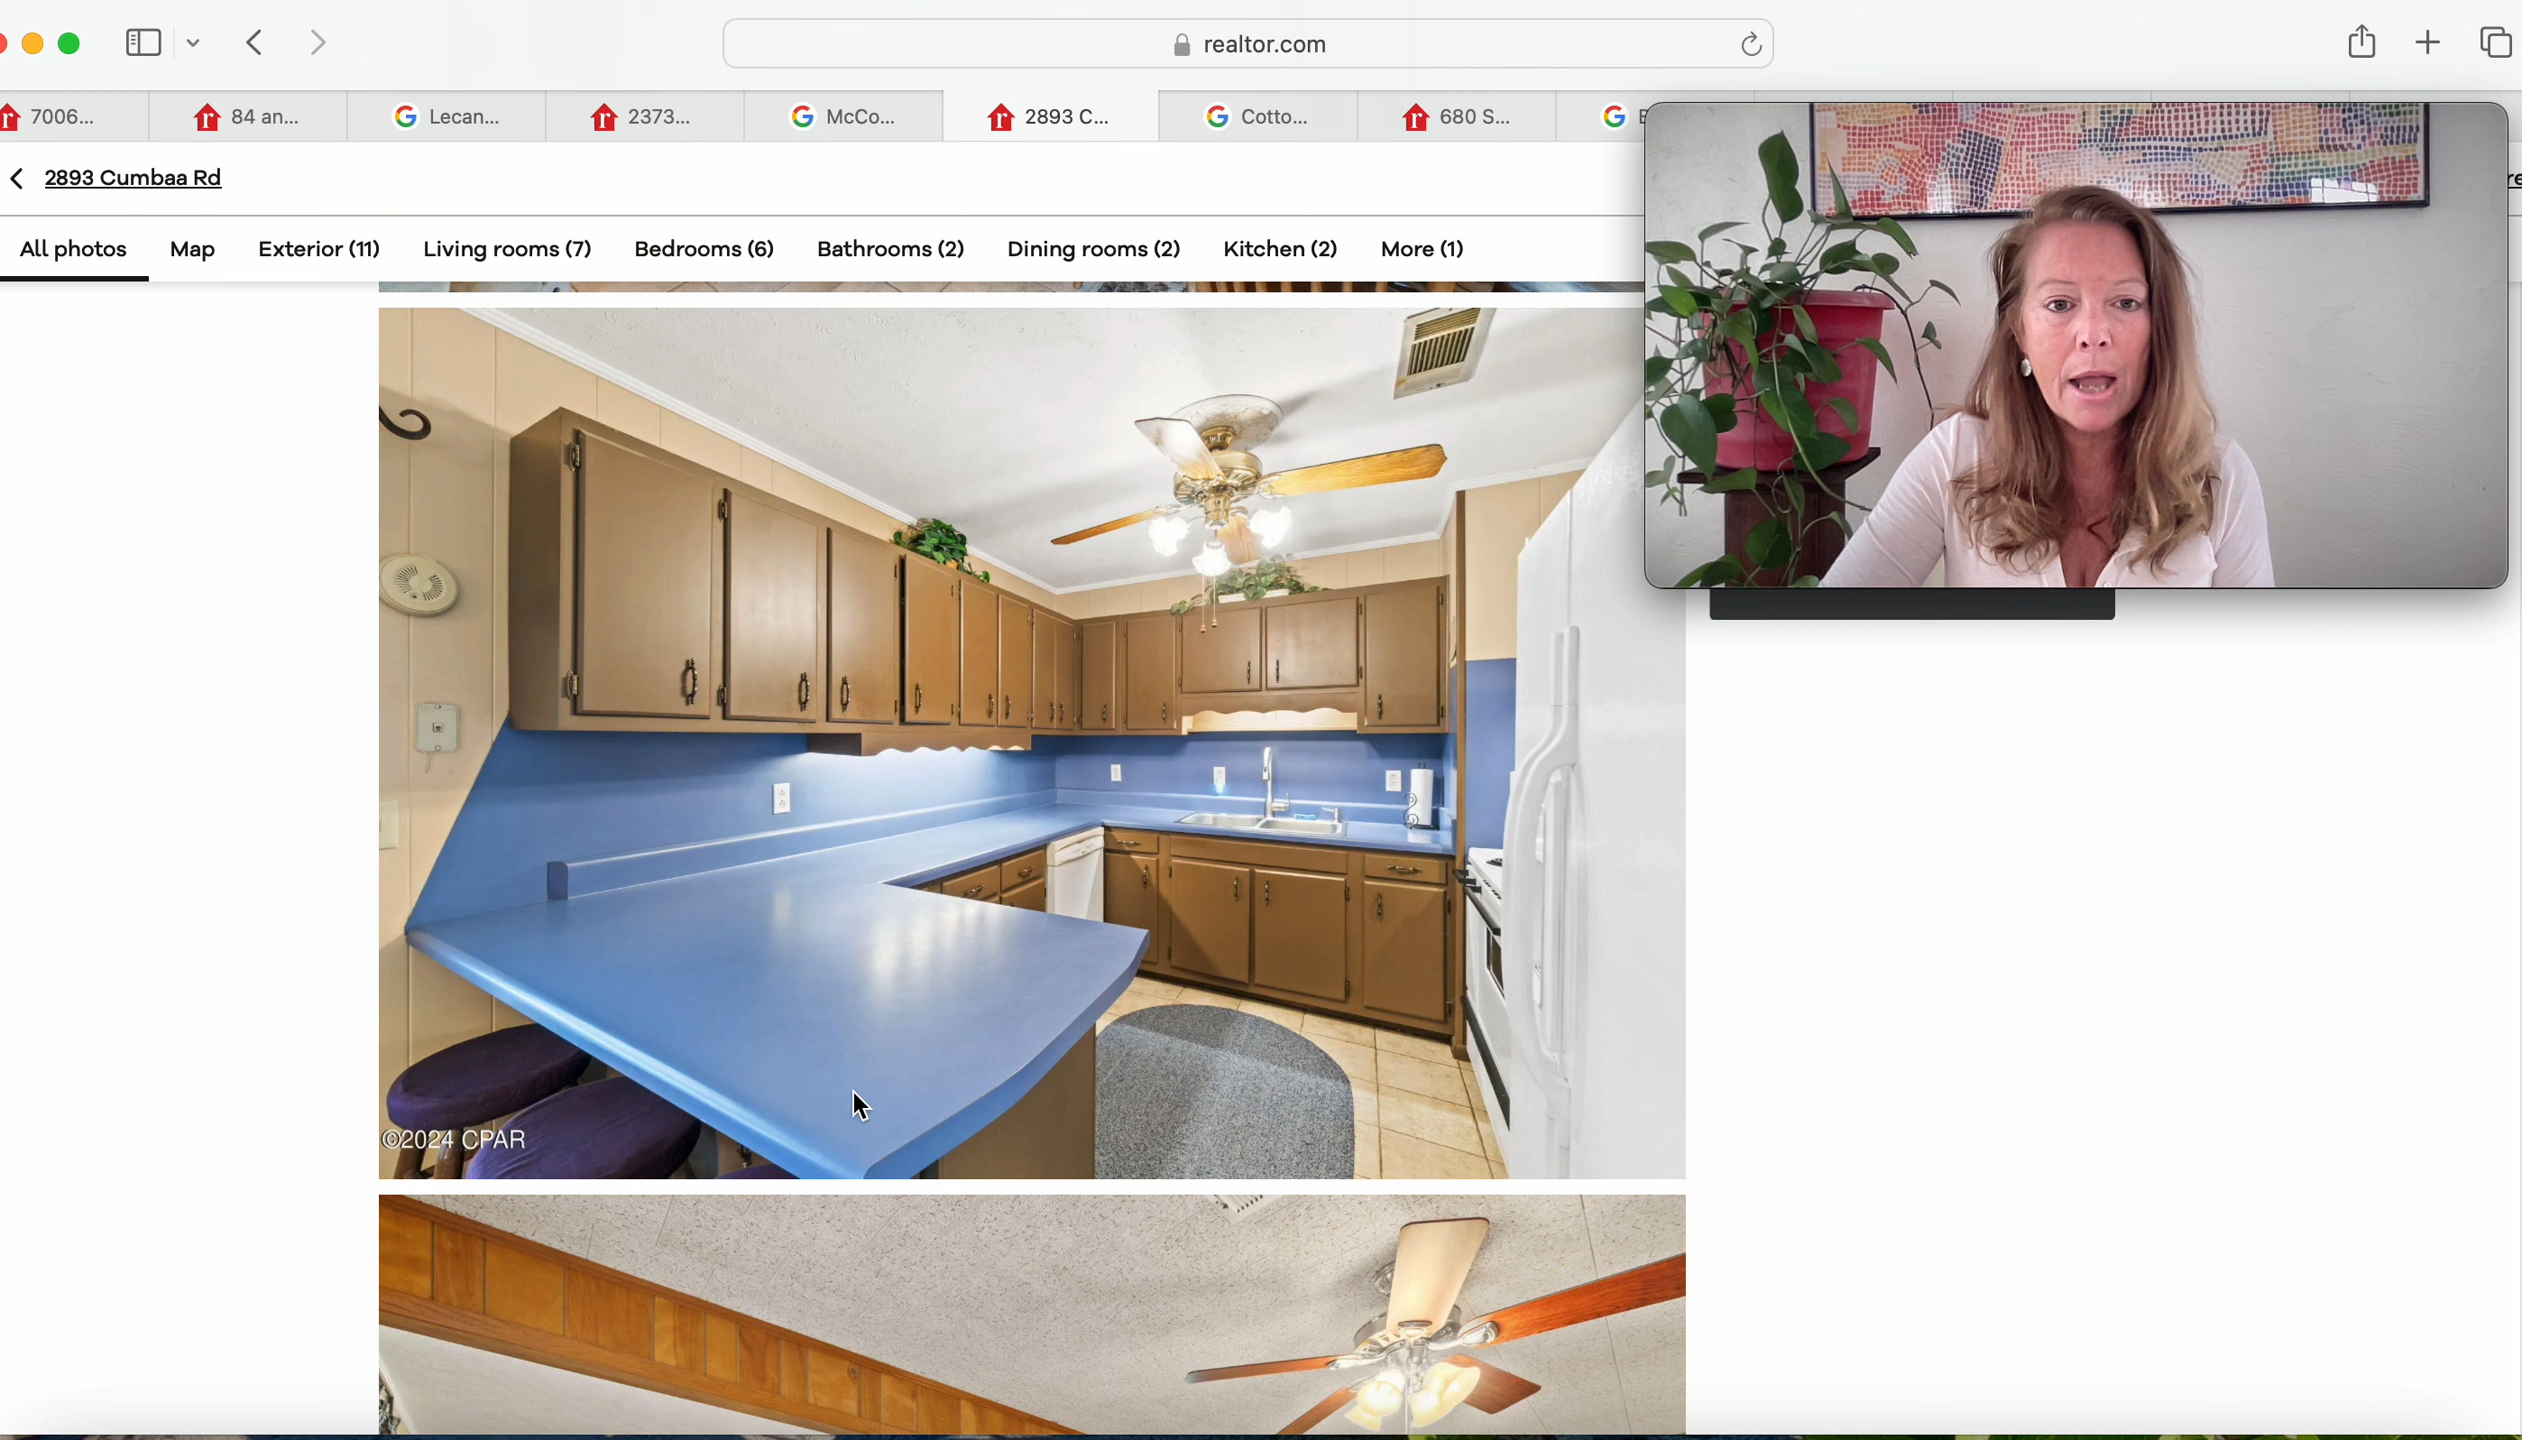 realtor.com
7006...
84 an...
Lecan...
2373...
McCo...
2893 C...
Cotto...
680 S...
2893 Cumbaa Rd
All photos
Map
Exterior (11)
Living rooms (7)
Bedrooms (6)
Bathrooms (2)
Dining rooms (2)
Kitchen (2)
More (1)
©2024 CPAR